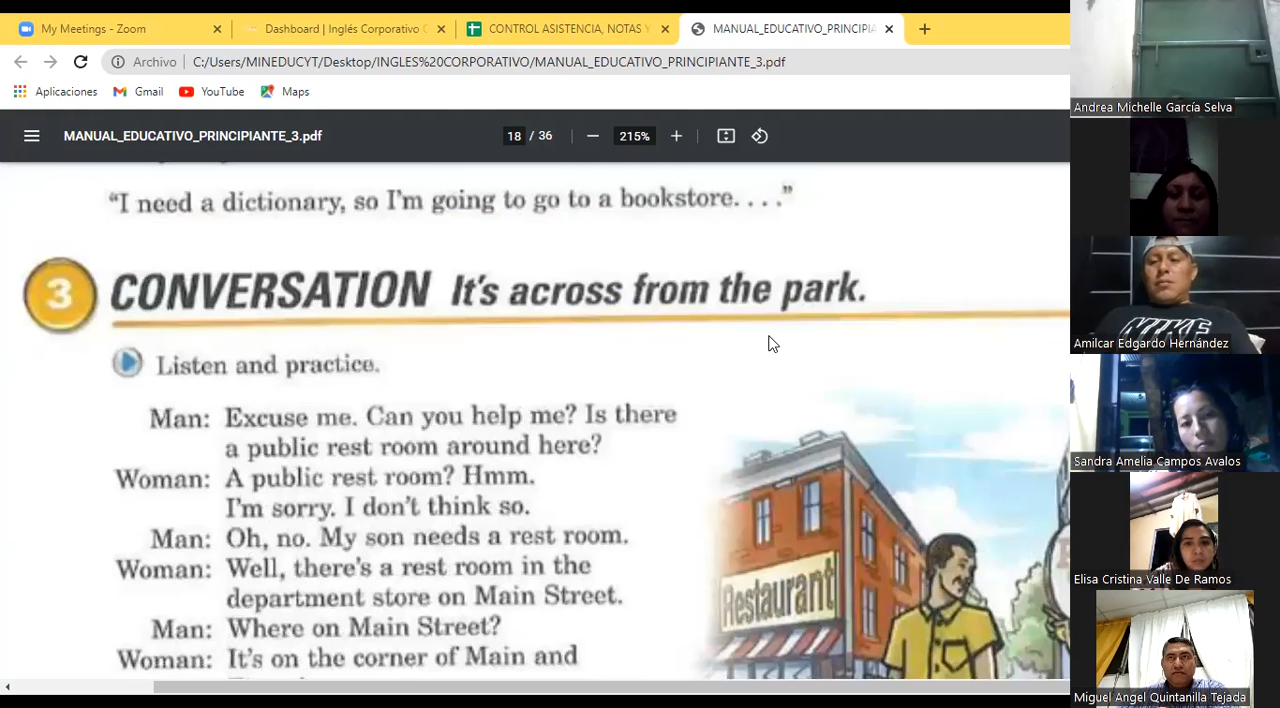 My Meetings - Zoom
Dashboard | Inglés Corporativo
CONTROL ASISTENCIA, NOTAS Y
MANUAL_EDUCATIVO_PRINCIPIA
Archivo
C:/Users/MINEDUCYT/Desktop/INGLES%20CORPORATIVO/MANUAL_EDUCATIVO_PRINCIPIANTE_3.pdf
Aplicaciones
Gmail
YouTube
Maps
MANUAL_EDUCATIVO_PRINCIPIANTE_3.pdf
18 / 36
215%
"I need a dictionary, so I'm going to go to a bookstore. . . ."
3 CONVERSATION It's across from the park.
Listen and practice.
Man: Excuse me. Can you help me? Is there
a public rest room around here?
Woman: A public rest room? Hmm.
I'm sorry. I don't think so.
Man: Oh, no. My son needs a rest room.
Woman: Well, there's a rest room in the
department store on Main Street.
Man: Where on Main Street?
Woman: It's on the corner of Main and
Restaurant
Andrea Michelle García Selva
NIKE
Amilcar Edgardo Hernández
Sandra Amelia Campos Avalos
Elisa Cristina Valle De Ramos
Miguel Angel Quintanilla Tejada